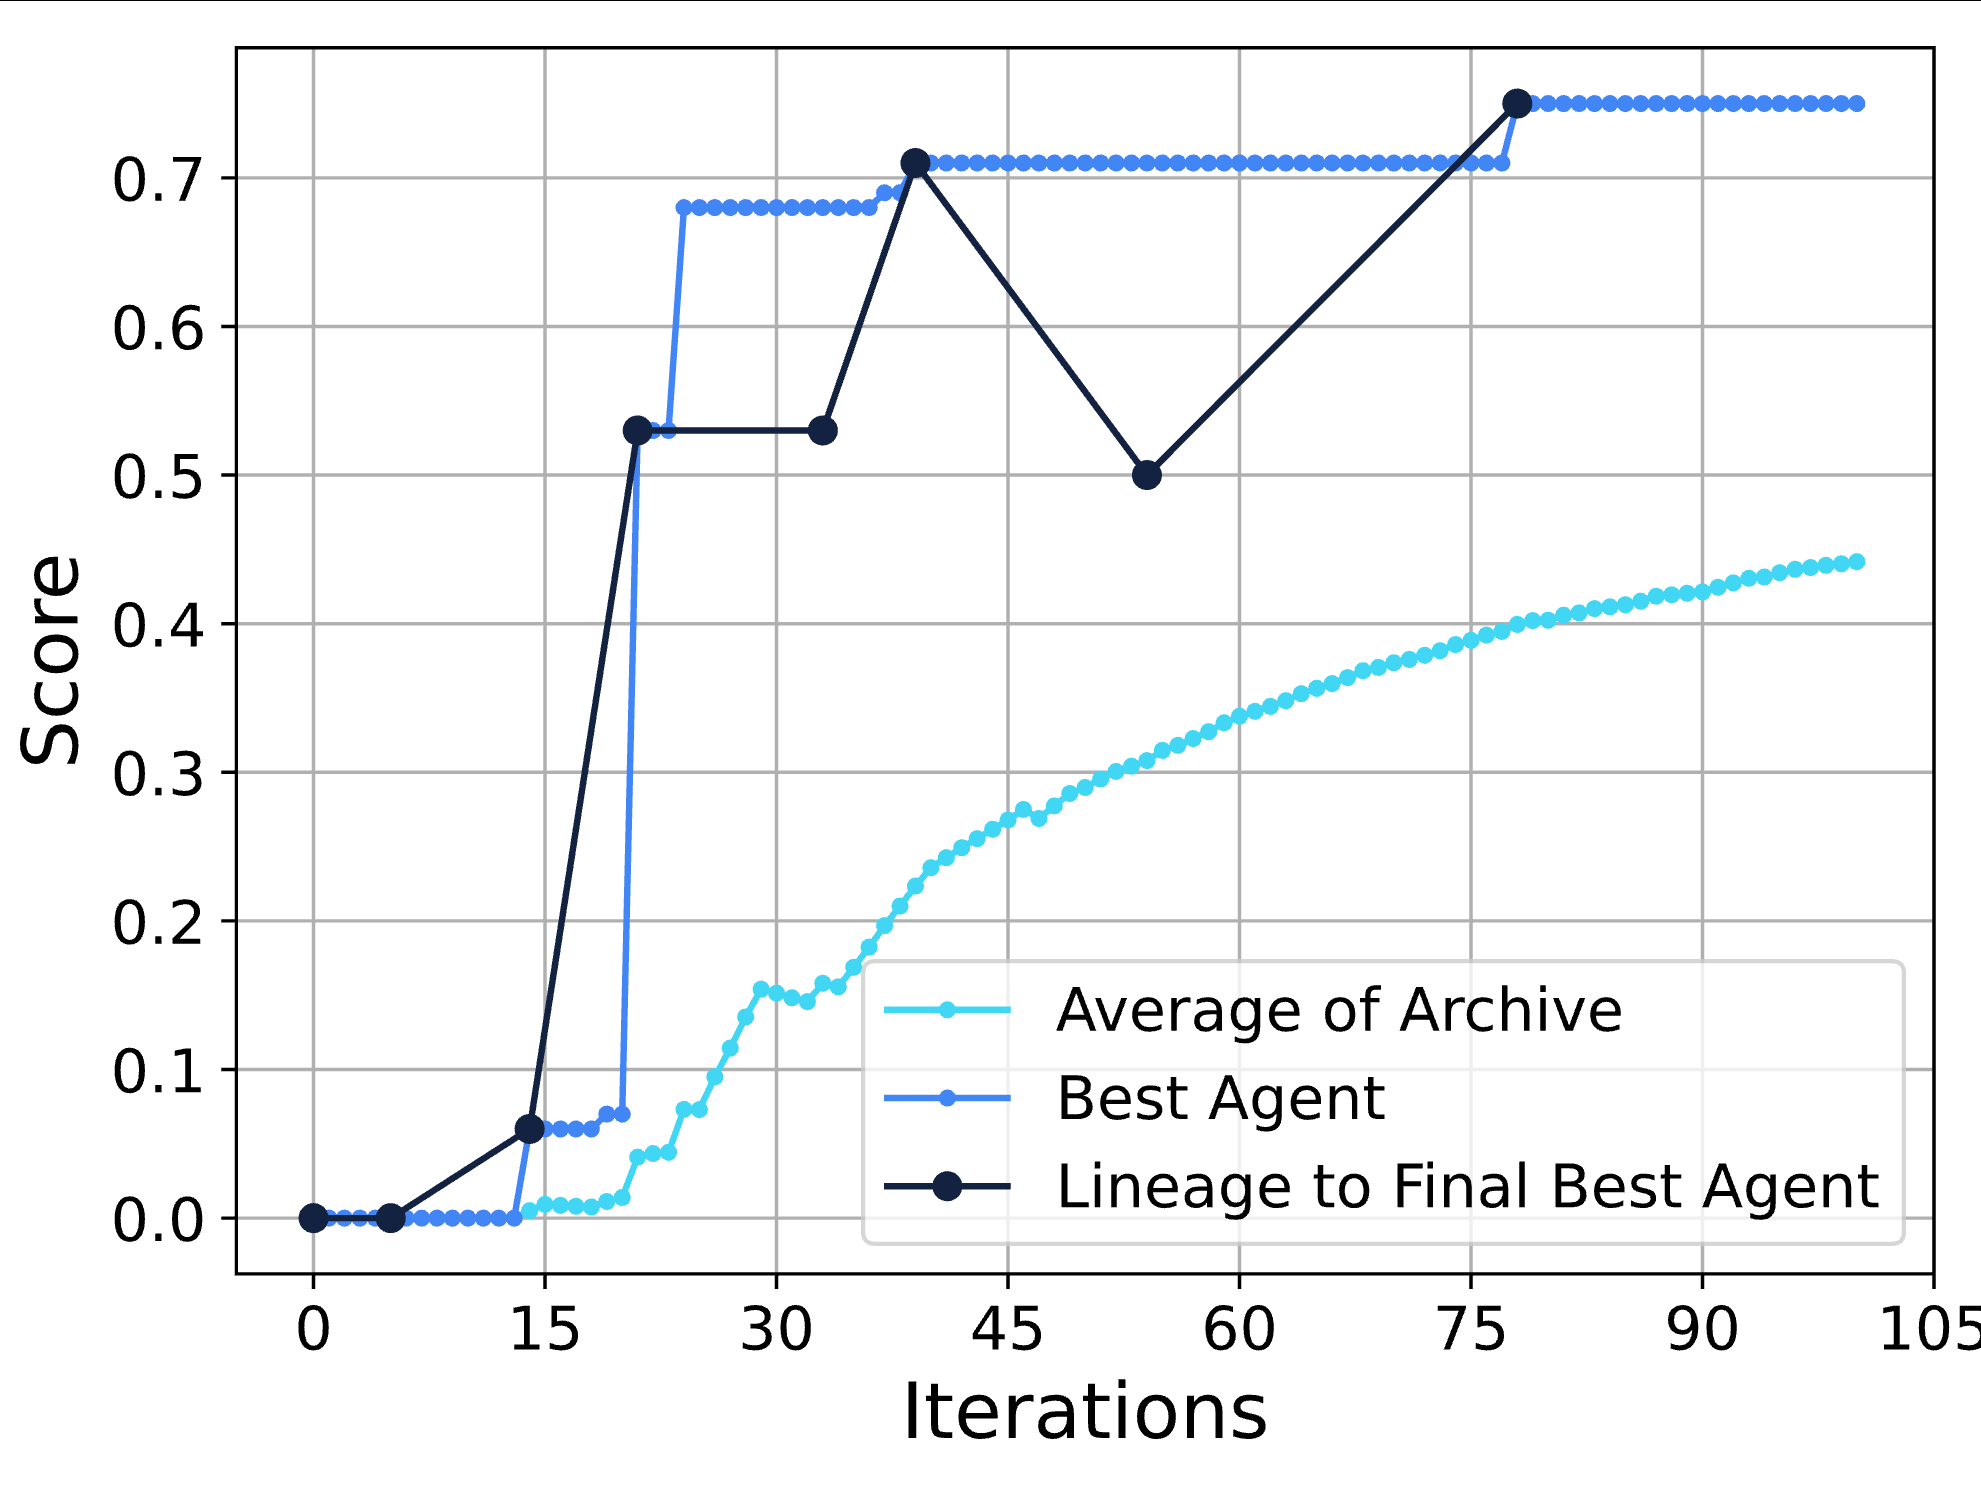 0.7
0.6
0.5
0.4
0.3
0.2
0.1
0.0
Score
Average of Archive
Best Agent
Lineage to Final Best Agent
0 15 30 45 60 75 90 105
Iterations